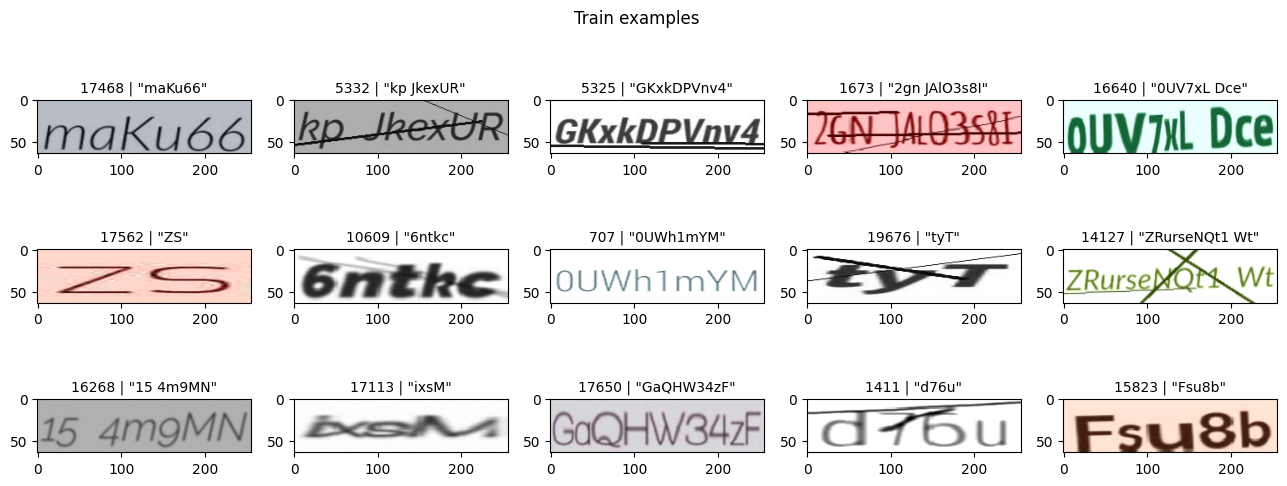 Train examples
17468 | "maKu66" 5332 | "kp JkexUR" 5325 | "GKxkDPVnv4" 1673 | "2gn JAlO3s8I" 16640 | "0UV7xL Dce"
0 maKu66 0 kp JkexUR 0 GKxkDPVnv4 0 2GN JALO3S8I 0 0UV7xL Dce
50 50 50 50 50
0 100 200 0 100 200 0 100 200 0 100 200 0 100 200
17562 | "ZS" 10609 | "6ntkc" 707 | "0UWh1mYM" 19676 | "tyT" 14127 | "ZRurseNQt1 Wt"
0 ZS 0 6ntkc 0 0UWh1mYM 0 tyT 0 ZRurseNQt1 Wt
50 50 50 50 50
0 100 200 0 100 200 0 100 200 0 100 200 0 100 200
16268 | "15 4m9MN" 17113 | "ixsM" 17650 | "GaQHW34zF" 1411 | "d76u" 15823 | "Fsu8b"
0 15 4m9MN 0 ixsM 0 GaQHW34zF 0 d76u 0 Fsu8b
50 50 50 50 50
0 100 200 0 100 200 0 100 200 0 100 200 0 100 200